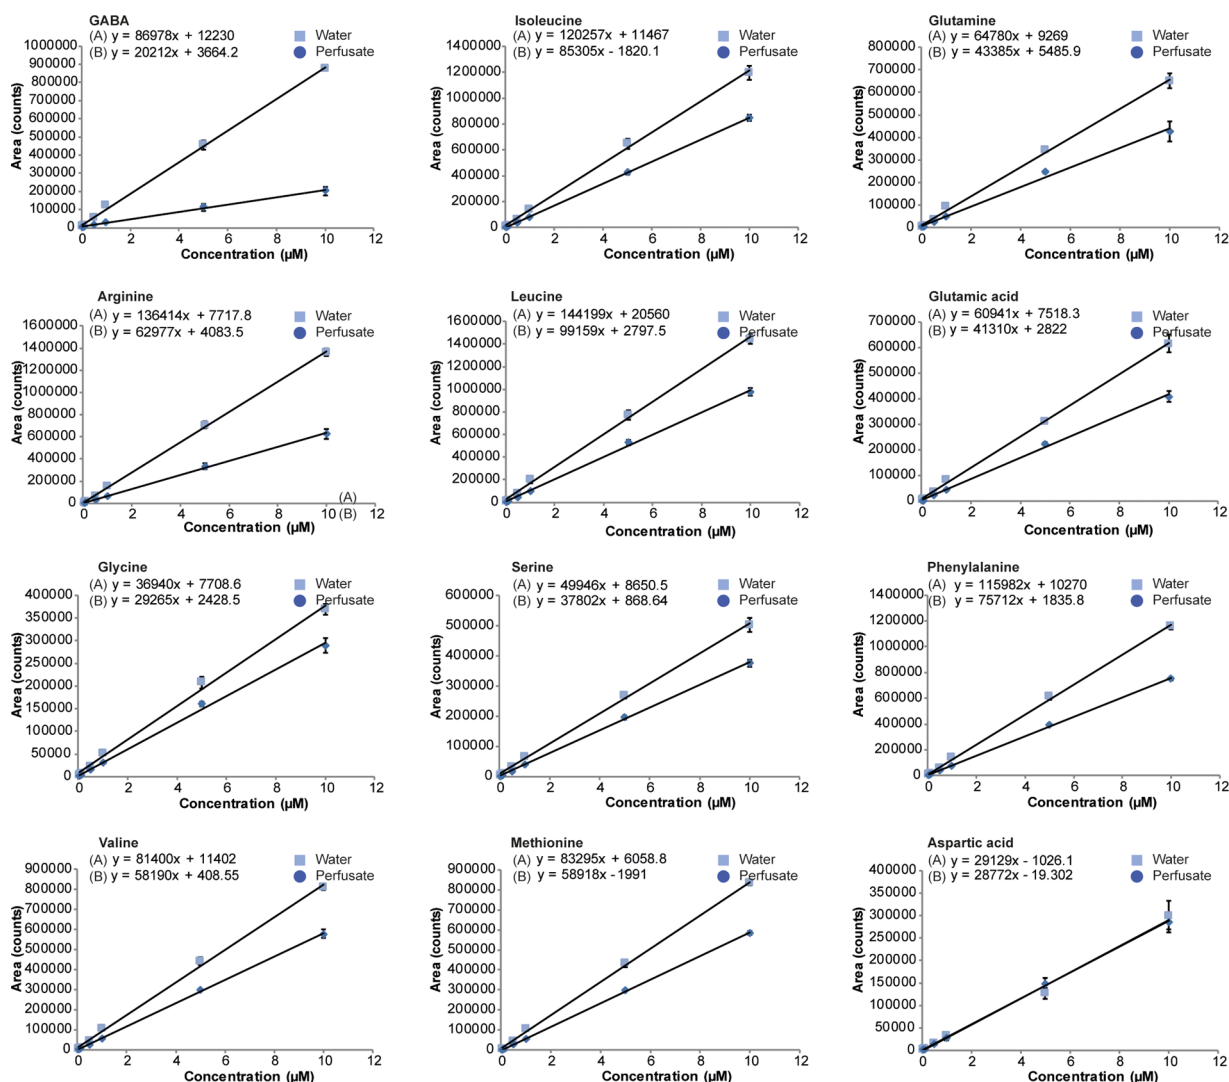 GABA
(A) y = 86978x + 12230
(B) y = 20212x + 3664.2
Water
Perfusate
1000000
900000
800000
700000
600000
500000
400000
300000
200000
100000
0
Area (counts)
0 2 4 6 8 10 12
Concentration (µM)
Isoleucine
(A) y = 120257x + 11467
(B) y = 85305x - 1820.1
Water
Perfusate
1400000
1200000
1000000
800000
600000
400000
200000
0
Area (counts)
0 2 4 6 8 10 12
Concentration (µM)
Glutamine
(A) y = 64780x + 9269
(B) y = 43385x + 5485.9
Water
Perfusate
800000
700000
600000
500000
400000
300000
200000
100000
0
Area (counts)
0 2 4 6 8 10 12
Concentration (µM)
Arginine
(A) y = 136414x + 7717.8
(B) y = 62977x + 4083.5
Water
Perfusate
1600000
1400000
1200000
1000000
800000
600000
400000
200000
0
Area (counts)
(A)
(B)
0 2 4 6 8 10 12
Concentration (µM)
Leucine
(A) y = 144199x + 20560
(B) y = 99159x + 2797.5
Water
Perfusate
1600000
1400000
1200000
1000000
800000
600000
400000
200000
0
Area (counts)
0 2 4 6 8 10 12
Concentration (µM)
Glutamic acid
(A) y = 60941x + 7518.3
(B) y = 41310x + 2822
Water
Perfusate
700000
600000
500000
400000
300000
200000
100000
0
Area (counts)
0 2 4 6 8 10 12
Concentration (µM)
Glycine
(A) y = 36940x + 7708.6
(B) y = 29265x + 2428.5
Water
Perfusate
400000
350000
300000
250000
200000
150000
100000
50000
0
Area (counts)
0 2 4 6 8 10 12
Concentration (µM)
Serine
(A) y = 49946x + 8650.5
(B) y = 37802x + 868.64
Water
Perfusate
600000
500000
400000
300000
200000
100000
0
Area (counts)
0 2 4 6 8 10 12
Concentration (µM)
Phenylalanine
(A) y = 115982x + 10270
(B) y = 75712x + 1835.8
Water
Perfusate
1400000
1200000
1000000
800000
600000
400000
200000
0
Area (counts)
0 2 4 6 8 10 12
Concentration (µM)
Valine
(A) y = 81400x + 11402
(B) y = 58190x + 408.55
Water
Perfusate
900000
800000
700000
600000
500000
400000
300000
200000
100000
0
Area (counts)
0 2 4 6 8 10 12
Concentration (µM)
Methionine
(A) y = 83295x + 6058.8
(B) y = 58918x - 1991
Water
Perfusate
900000
800000
700000
600000
500000
400000
300000
200000
100000
0
Area (counts)
0 2 4 6 8 10 12
Concentration (µM)
Aspartic acid
(A) y = 29129x - 1026.1
(B) y = 28772x - 19.302
Water
Perfusate
400000
350000
300000
250000
200000
150000
100000
50000
0
Area (counts)
0 2 4 6 8 10 12
Concentration (µM)